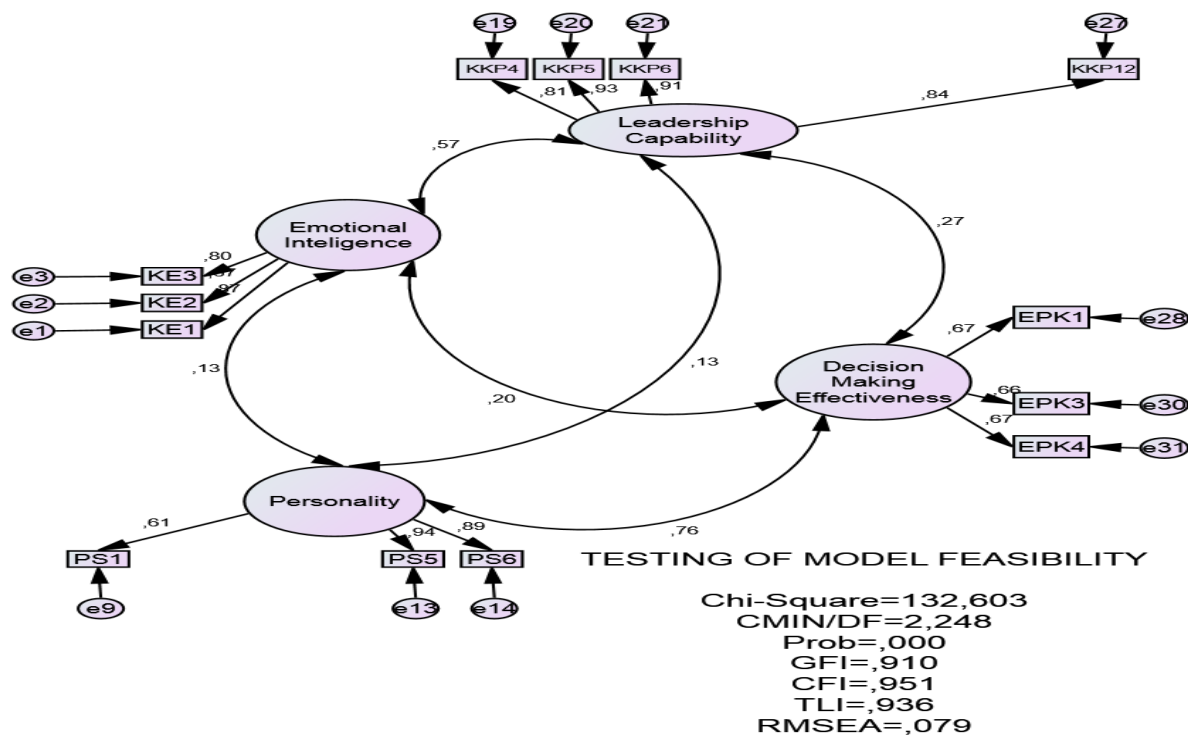 e19
e20
e21
e27
KKP4
KKP5
KKP6
KKP12
,81
,93
,91
,84
Leadership
Capability
,57
Emotional
Inteligence
,27
,80
,97
e3
KE3
e2
KE2
e1
KE1
EPK1
e28
,67
,13
,13
Decision
Making
Effectiveness
,20
,66
EPK3
e30
,67
EPK4
e31
Personality
,61
,94
,89
,76
PS1
PS5
PS6
e9
e13
e14
TESTING OF MODEL FEASIBILITY
Chi-Square=132,603
CMIN/DF=2,248
Prob=,000
GFI=,910
CFI=,951
TLI=,936
RMSEA=,079